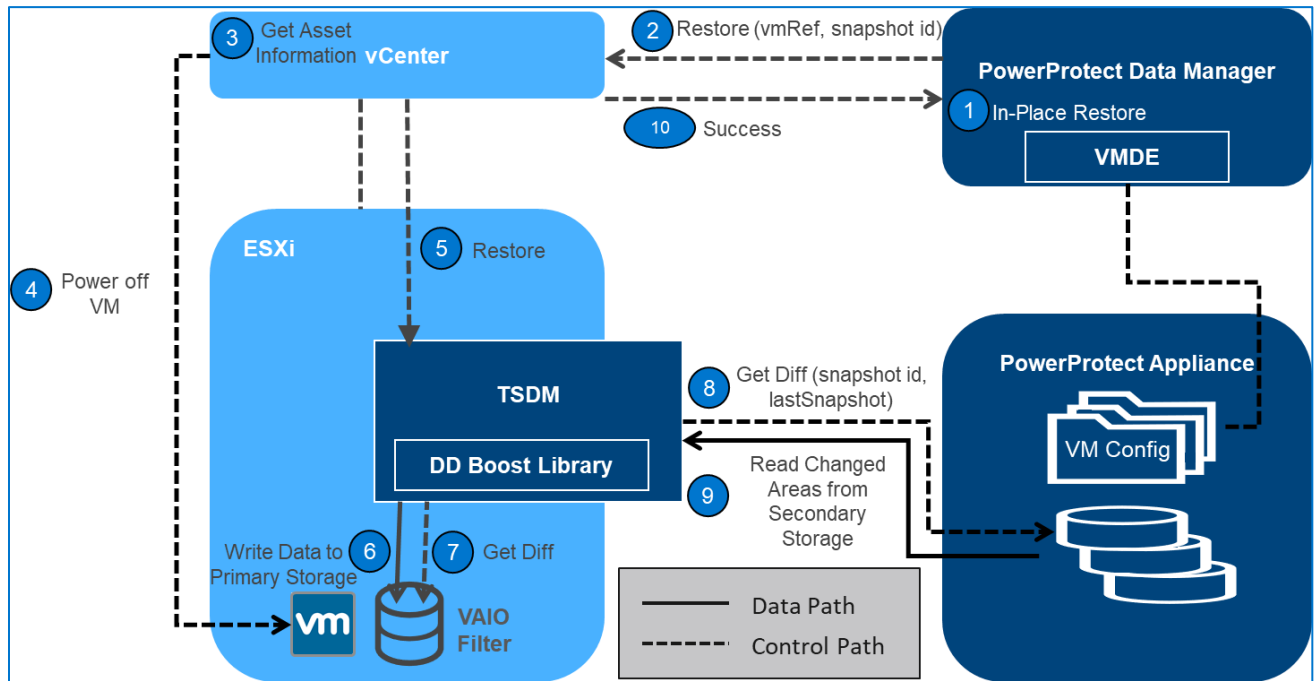 3
Get Asset
Information
vCenter
2
Restore (vmRef, snapshot id)
10
Success
PowerProtect Data Manager
1
In-Place Restore
VMDE
ESXi
5
Restore
4
Power off
VM
TSDM
DD Boost Library
8
Get Diff (snapshot id,
lastSnapshot)
9
Read Changed
Areas from
Secondary
Storage
PowerProtect Appliance
VM Config
Write Data to
Primary Storage
6
7
Get Diff
vm
VAIO
Filter
Data Path
Control Path